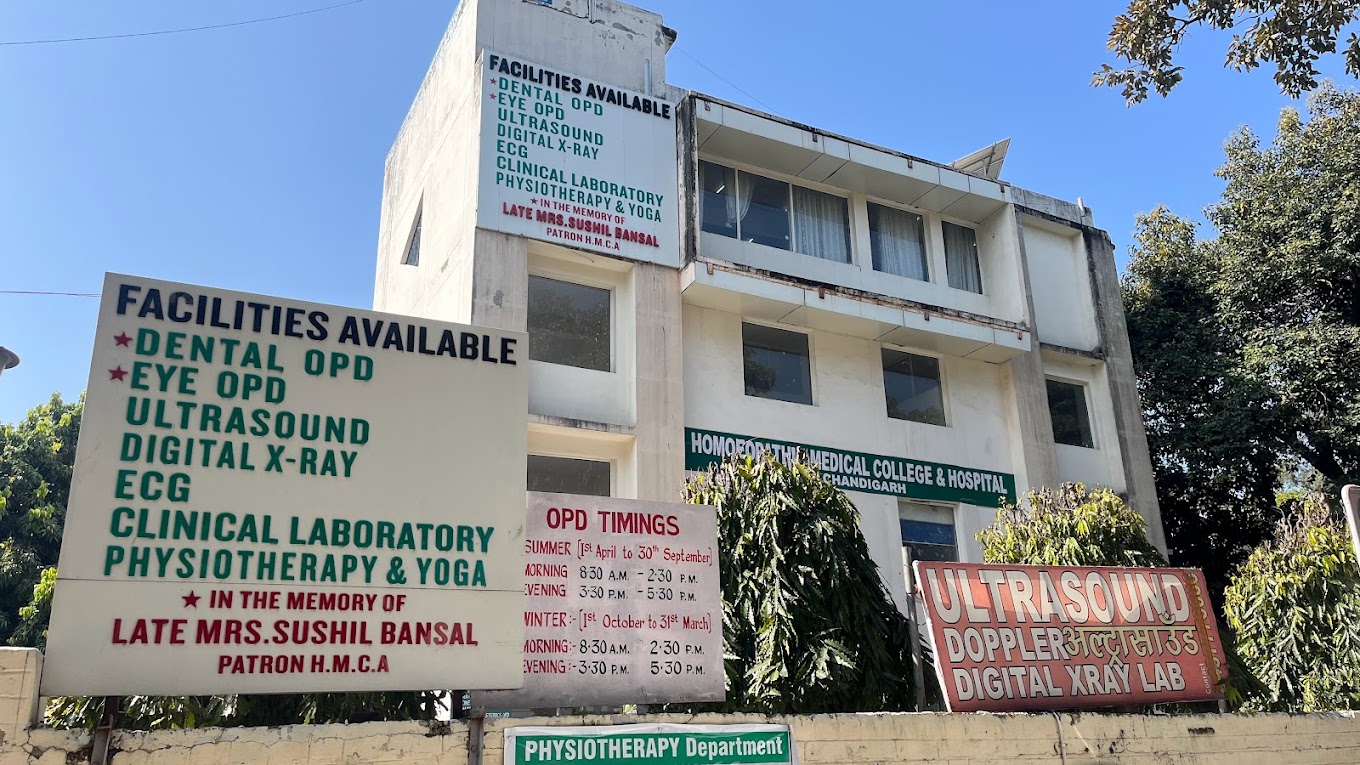 FACILITIES AVAILABLE
★ DENTAL OPD
★ EYE OPD
ULTRASOUND
DIGITAL X-RAY
ECG
CLINICAL LABORATORY
PHYSIOTHERAPY & YOGA
★ IN THE MEMORY OF
LATE MRS.SUSHIL BANSAL
PATRON H.M.C.A
FACILITIES AVAILABLE
★ DENTAL OPD
★ EYE OPD
ULTRASOUND
DIGITAL X-RAY
ECG
CLINICAL LABORATORY
PHYSIOTHERAPY & YOGA
★ IN THE MEMORY OF
LATE MRS.SUSHIL BANSAL
PATRON H.M.C.A
HOMOEOPATHIC MEDICAL COLLEGE & HOSPITAL
CHANDIGARH
OPD TIMINGS
SUMMER [1st April to 30th September]
MORNING 8.30 A.M. - 2.30 P.M.
EVENING 3.30 P.M. - 5.30 P.M.
WINTER:- [1st October to 31st March]
MORNING:- 8.30 A.M. 2.30 P.M.
EVENING:- 3.30 P.M. 5.30 P.M.
ULTRASOUND
DOPPLER अल्ट्रासाउँड
DIGITAL XRAY LAB
Contact
PHYSIOTHERAPY Department